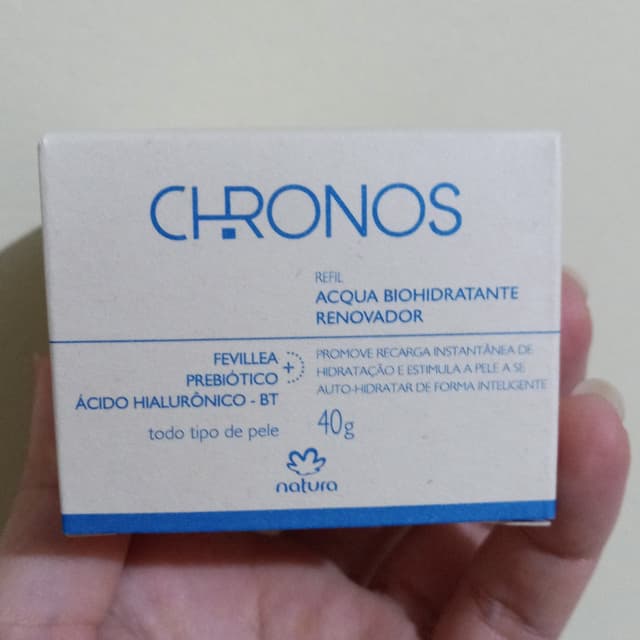 CHRONOS
REFIL
ACQUA BIOHIDRATANTE
RENOVADOR
FEVILLEA
PREBIÓTICO
ÁCIDO HIALURÔNICO - BT
todo tipo de pele
+
PROMOVE RECARGA INSTANTÂNEA DE
HIDRATAÇÃO E ESTIMULA A PELE A SE
AUTO-HIDRATAR DE FORMA INTELIGENTE
40g
natura